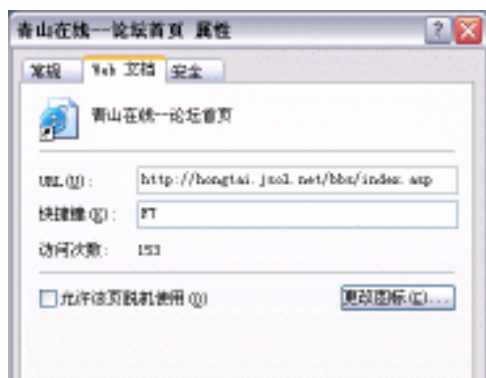 青山在线--论坛首页 属性
常规 Web 文档 安全
青山在线--论坛首页
URL(U): http://hongtai.jsol.net/bbs/index.asp
快捷键(K): F7
访问次数: 153
允许该页脱机使用(O) 更改图标(C)...